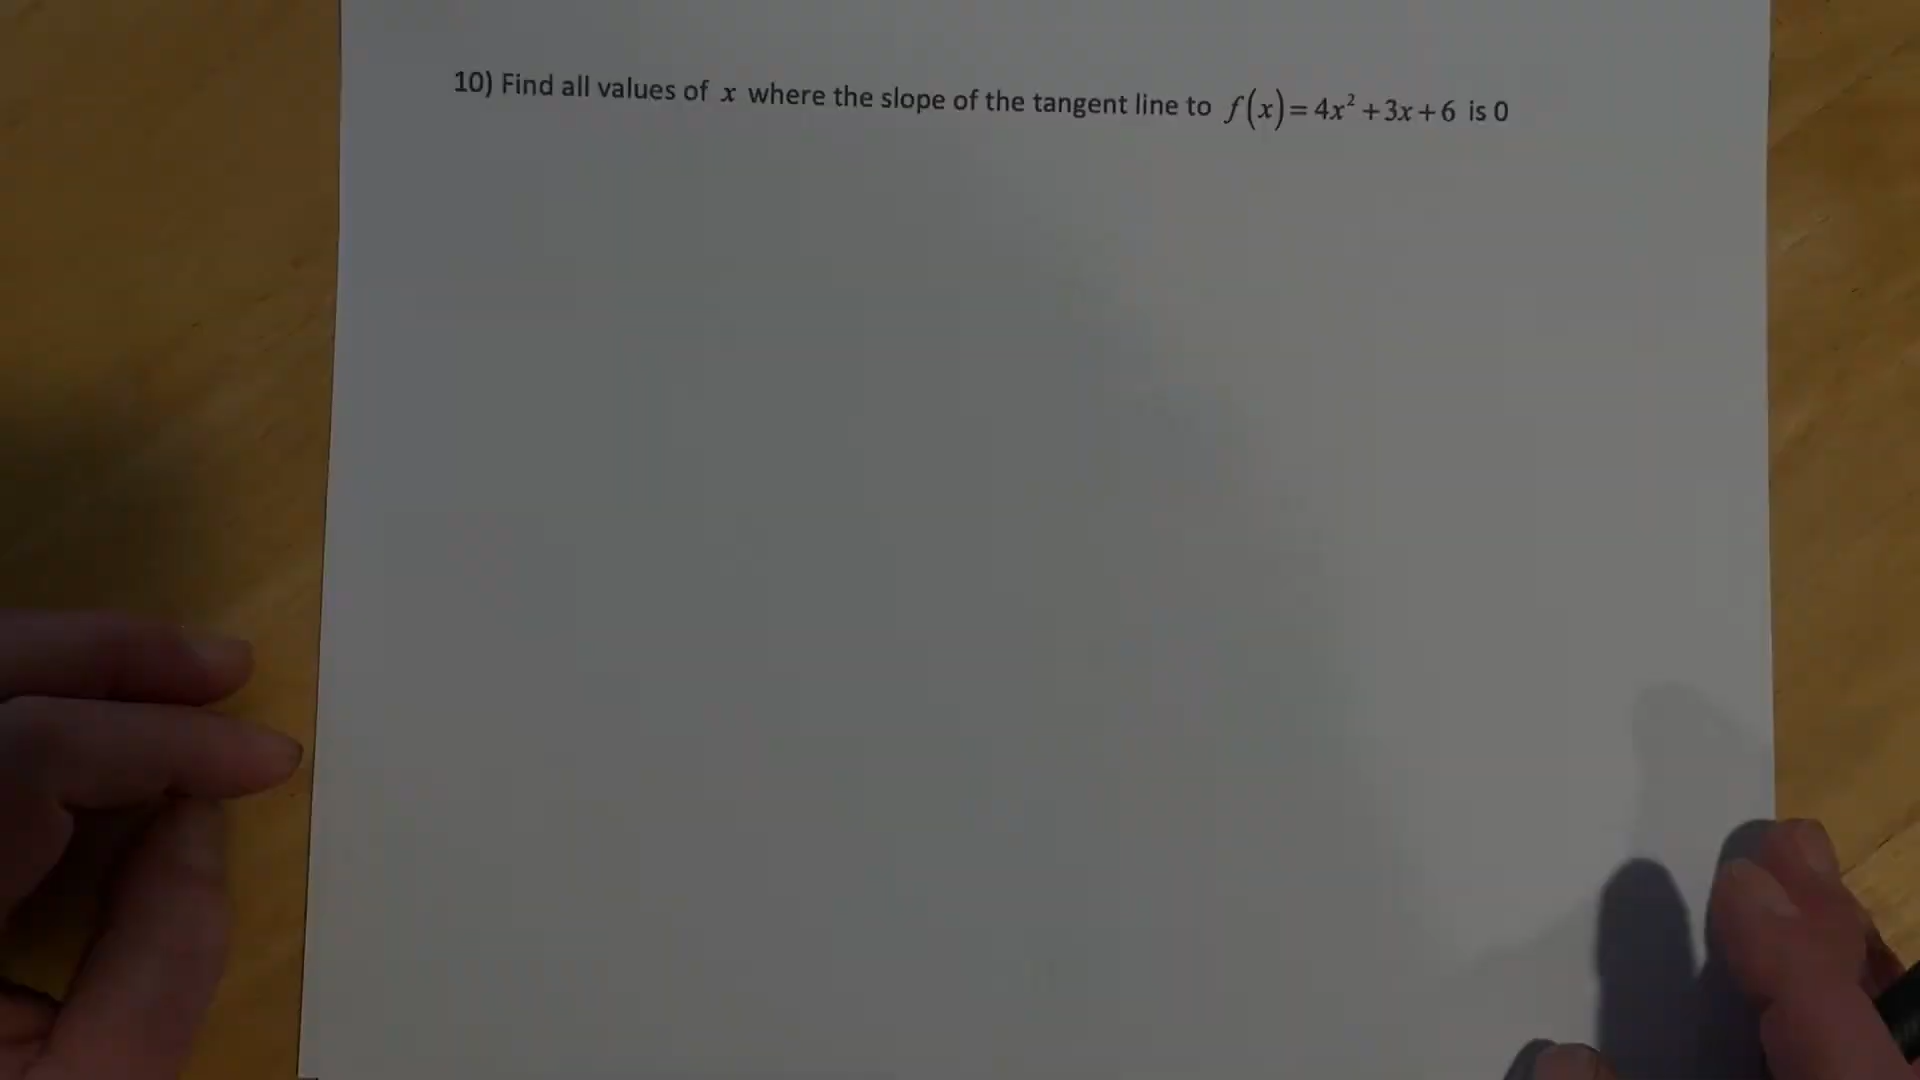 10) Find all values of x where the slope of the tangent line to f(x)=4x²+3x+6 is 0